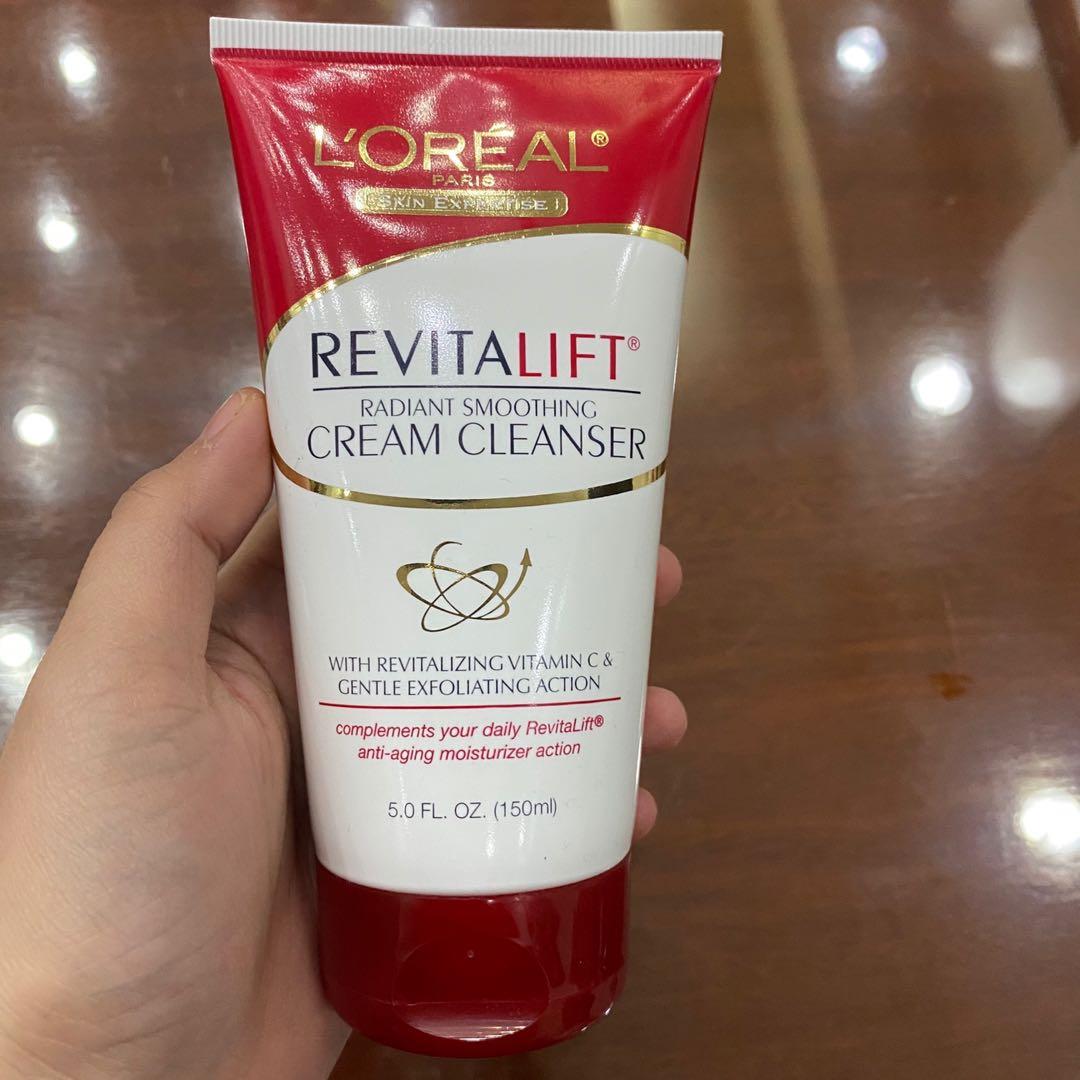 L'ORÉAL®
PARIS
SKIN EXPERTISE
REVITALIFT®
RADIANT SMOOTHING
CREAM CLEANSER
WITH REVITALIZING VITAMIN C &
GENTLE EXFOLIATING ACTION
complements your daily RevitaLift®
anti-aging moisturizer action
5.0 FL. OZ. (150ml)